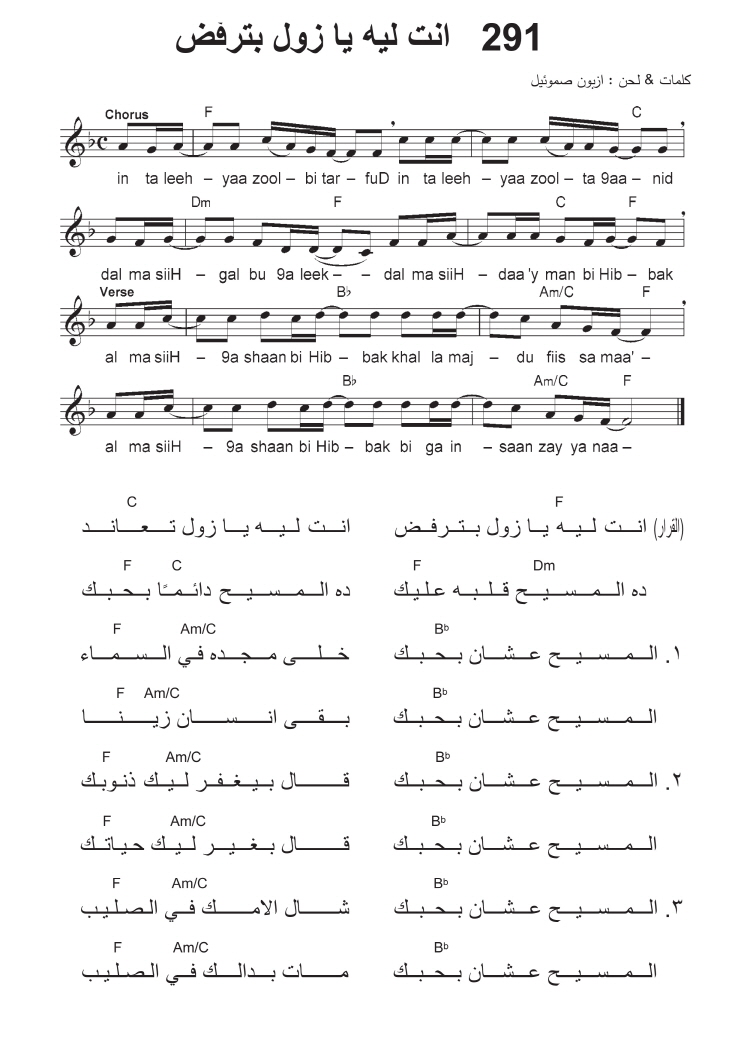 291 انت ليه يا زول بترفض
كلمات & لحن : ازبون صموئيل
Chorus F C
in ta leeh – yaa zool – bi tar – fuD in ta leeh – yaa zool – ta 9aa – nid
Dm F C F
dal ma siiH – gal bu 9a leek – – dal ma siiH – daa 'y man bi Hib – bak
Verse B♭ Am/C F
al ma siiH – 9a shaan bi Hib – bak khal la maj – du fiis sa maa' –
B♭ Am/C F
al ma siiH – 9a shaan bi Hib – bak bi ga in – saan zay ya naa –
F C
(القرار) انت ليه يا زول بترفض انت ليه يا زول تعاند
Dm F C F
ده المسيح قلبه عليك ده المسيح دائمًا بحبك
Bb Am/C F
١. المسيح عشان بحبك خلى مجده في السماء
Bb Am/C F
المسيح عشان بحبك بقى انسان زينا
Bb Am/C F
٢. المسيح عشان بحبك قال بيغفر ليك ذنوبك
Bb Am/C F
المسيح عشان بحبك قال بغير ليك حياتك
Bb Am/C F
٣. المسيح عشان بحبك شال الامك في الصليب
Bb Am/C F
المسيح عشان بحبك مات بدالك في الصليب